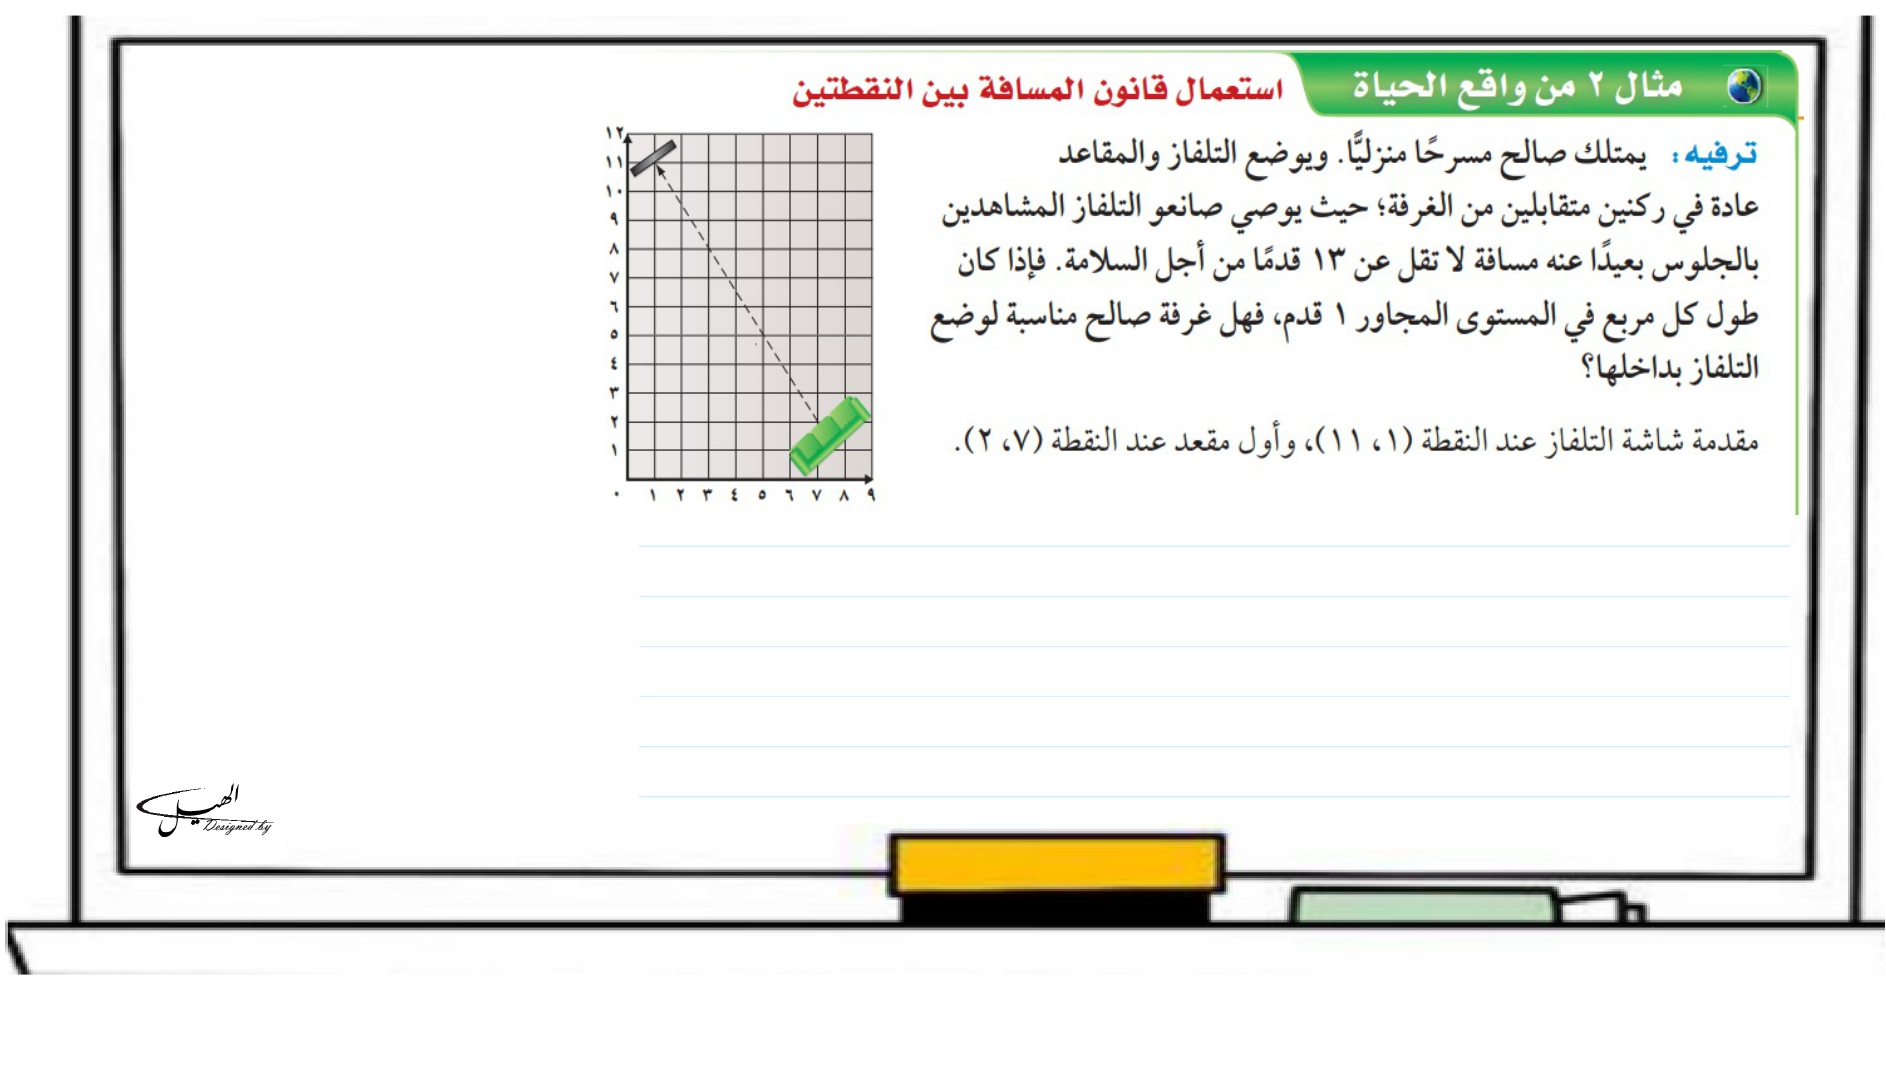 مثال ٢ من واقع الحياة
استعمال قانون المسافة بين النقطتين
ترفيه: يمتلك صالح مسرحًا منزليًّا. ويوضع التلفاز والمقاعد
عادة في ركنين متقابلين من الغرفة؛ حيث يوصي صانعو التلفاز المشاهدين
بالجلوس بعيدًا عنه مسافة لا تقل عن ١٣ قدمًا من أجل السلامة. فإذا كان
طول كل مربع في المستوى المجاور ١ قدم، فهل غرفة صالح مناسبة لوضع
التلفاز بداخلها؟
مقدمة شاشة التلفاز عند النقطة (١، ١١)، وأول مقعد عند النقطة (٧، ٢).
١٢
١١
١٠
٩
٨
٧
٦
٥
٤
٣
٢
١
٠ ١ ٢ ٣ ٤ ٥ ٦ ٧ ٨ ٩
الهيل
Designed by